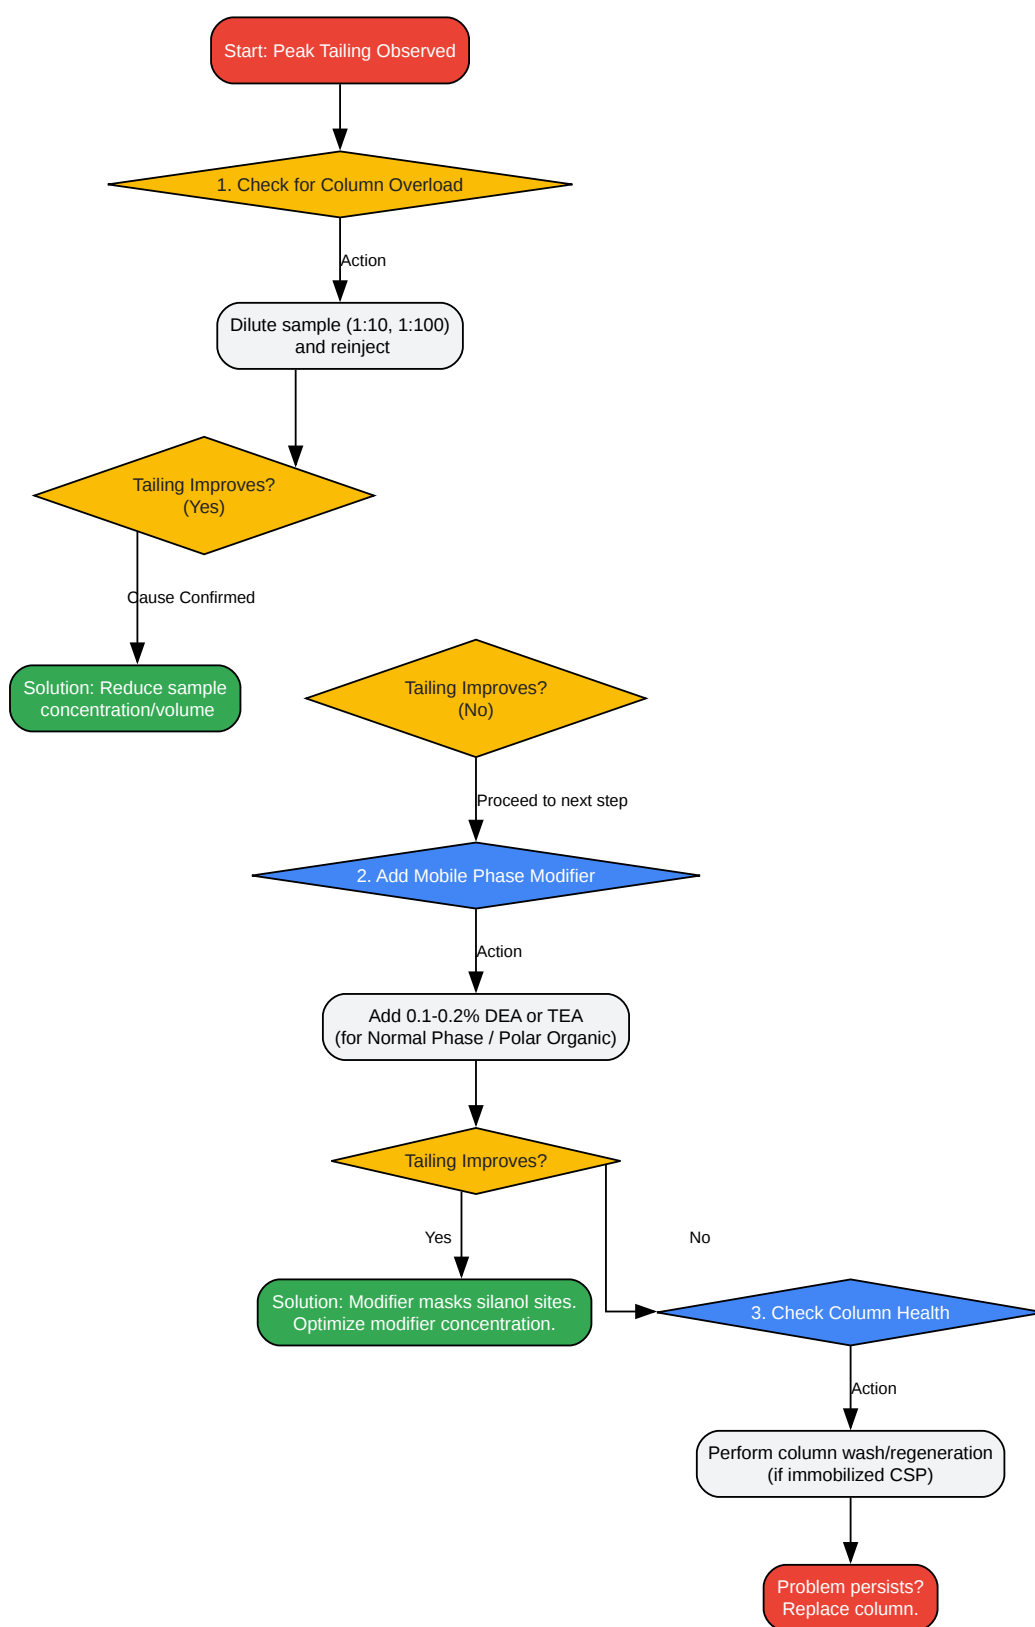 Start: Peak Tailing Observed
1. Check for Column Overload
Action
Dilute sample (1:10, 1:100)
and reinject
Tailing Improves?
(Yes)
Cause Confirmed
Solution: Reduce sample
concentration/volume
Tailing Improves?
(No)
Proceed to next step
2. Add Mobile Phase Modifier
Action
Add 0.1-0.2% DEA or TEA
(for Normal Phase / Polar Organic)
Tailing Improves?
Yes
No
Solution: Modifier masks silanol sites.
Optimize modifier concentration.
3. Check Column Health
Action
Perform column wash/regeneration
(if immobilized CSP)
Problem persists?
Replace column.